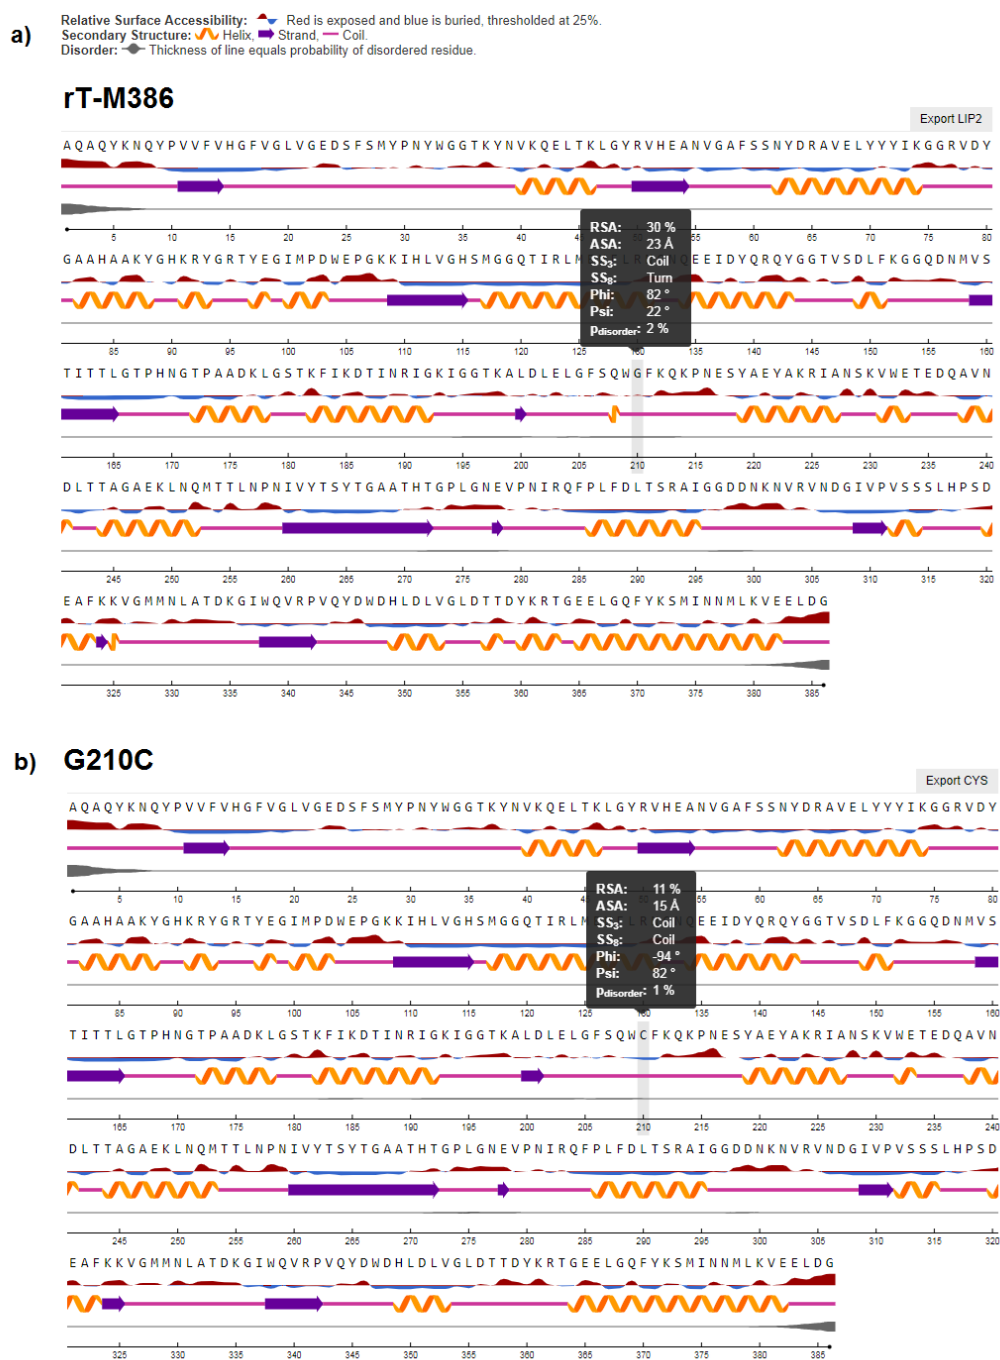 a)
Relative Surface Accessibility: Red is exposed and blue is buried, thresholded at 25%.
Secondary Structure: Helix, Strand, Coil.
Disorder: Thickness of line equals probability of disordered residue.
rT-M386
Export LIP2
AQAQYKNQYPVVFVHGFVGLVGEDSFSMYPNYWGGTKYNVKQELTKLGYRVHEANVGAFSSNYDRAVELYYYIKGGRVDY
5 10 15 20 25 30 35 40 65 70 75 80
RSA: 30 %
ASA: 23 Å
SS3: Coil
SS8: Turn
Phi: 82 °
Psi: 22 °
pdisorder: 2 %
GAAHAAKYGHKRYGRTYEGIMPDWEPGKKIHLVGHSMGGQTIRLM EEIDYQRQYGGTVSDLFKGGQDNMVS
85 90 95 100 105 110 115 120 125 130 135 140 145 150 155 160
TITTLGTPHNGTPAADKLGSTKFIKDTINRIGKIGGTKALDLELGFSQWGFKQKPNESYAEYAKRIANSKVWETEDQAVN
165 170 175 180 185 190 195 200 205 210 215 220 225 230 235 240
DLTTAGAEKLNQMTTLNPNIVYTSYTGAATHTGPLGNEVPNIRQFPLFDLTSRAIGGDDNKNVRVNDGIVPVSSSLHPSD
245 250 255 260 265 270 275 280 285 290 295 300 305 310 315 320
EAFKKVGMMNLATDKGIWQVRPVQYDWDHLDLVGLDTTDYKRTGEELGQFYKSMINNMLKVEELDG
325 330 335 340 345 350 355 360 365 370 375 380 385
b)
G210C
Export CYS
AQAQYKNQYPVVFVHGFVGLVGEDSFSMYPNYWGGTKYNVKQELTKLGYRVHEANVGAFSSNYDRAVELYYYIKGGRVDY
5 10 15 20 25 30 35 40 65 70 75 80
RSA: 11 %
ASA: 15 Å
SS3: Coil
SS8: Coil
Phi: -94 °
Psi: 82 °
pdisorder: 1 %
GAAHAAKYGHKRYGRTYEGIMPDWEPGKKIHLVGHSMGGQTIRLM EEIDYQRQYGGTVSDLFKGGQDNMVS
85 90 95 100 105 110 115 120 125 130 135 140 145 150 155 160
TITTLGTPHNGTPAADKLGSTKFIKDTINRIGKIGGTKALDLELGFSQWCFKQKPNESYAEYAKRIANSKVWETEDQAVN
165 170 175 180 185 190 195 200 205 210 215 220 225 230 235 240
DLTTAGAEKLNQMTTLNPNIVYTSYTGAATHTGPLGNEVPNIRQFPLFDLTSRAIGGDDNKNVRVNDGIVPVSSSLHPSD
245 250 255 260 265 270 275 280 285 290 295 300 305 310 315 320
EAFKKVGMMNLATDKGIWQVRPVQYDWDHLDLVGLDTTDYKRTGEELGQFYKSMINNMLKVEELDG
325 330 335 340 345 350 355 360 365 370 375 380 385